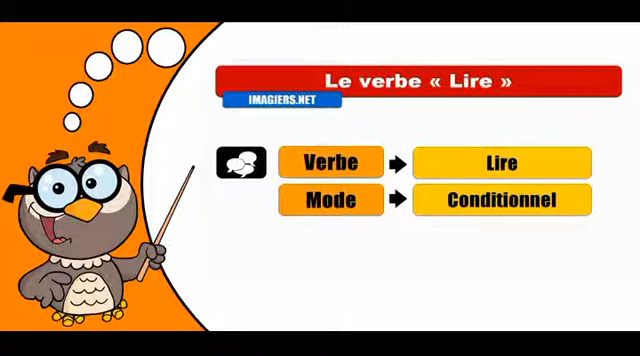 Le verbe « Lire »
IMAGIERS.NET
Verbe Lire
Mode Conditionnel